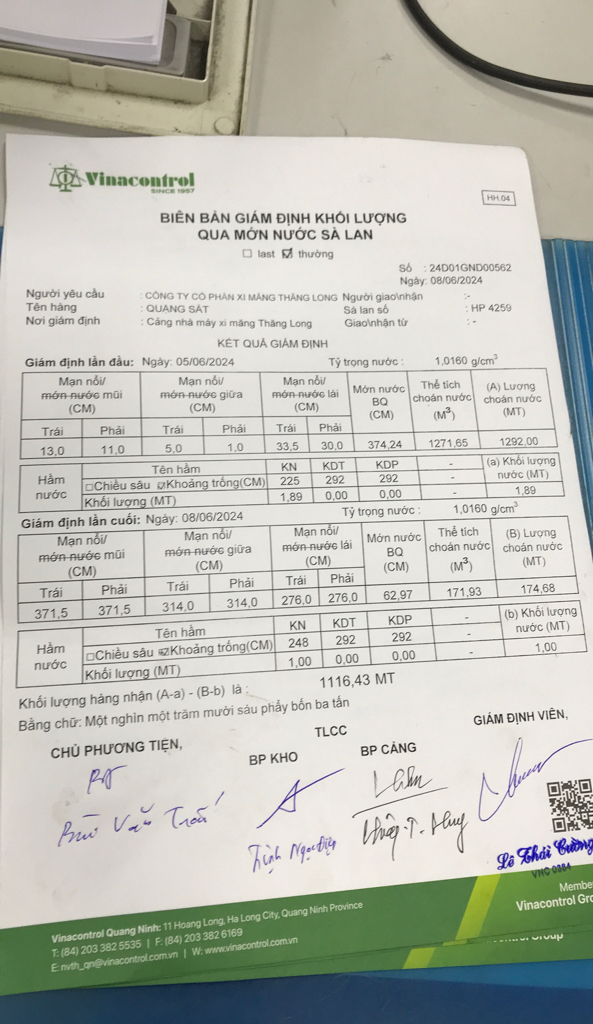 Vinacontrol
SINCE 1957
HH.04
BIÊN BẢN GIÁM ĐỊNH KHỐI LƯỢNG
QUA MỚN NƯỚC SÀ LAN
☐ last ☑ thường
Số : 24D01GND00562
Ngày: 08/06/2024
Người yêu cầu : CÔNG TY CỔ PHẦN XI MĂNG THĂNG LONG Người giao\nhận :-
Tên hàng : QUẶNG SẮT Sà lan số : HP 4259
Nơi giám định : Cảng nhà máy xi măng Thăng Long Giao\nhận từ : -
KẾT QUẢ GIÁM ĐỊNH
Giám định lần đầu: Ngày: 05/06/2024 Tỷ trọng nước : 1,0160 g/cm³
Mạn nổi/ mớn nước mũi (CM) Mạn nổi/ mớn nước giữa (CM) Mạn nổi/ mớn nước lái (CM) Mớn nước BQ (CM) Thể tích choán nước (M³) (A) Lượng choán nước (MT)
Trái Phải Trái Phải Trái Phải
13,0 11,0 5,0 1,0 33,5 30,0 374,24 1271,65 1292,00
Hầm nước Tên hầm KN KDT KDP - (a) Khối lượng nước (MT)
☐Chiều sâu ☑Khoảng trống(CM) 225 292 292 -
Khối lượng (MT) 1,89 0,00 0,00 - 1,89
Giám định lần cuối: Ngày: 08/06/2024 Tỷ trọng nước : 1,0160 g/cm³
Mạn nổi/ mớn nước mũi (CM) Mạn nổi/ mớn nước giữa (CM) Mạn nổi/ mớn nước lái (CM) Mớn nước BQ (CM) Thể tích choán nước (M³) (B) Lượng choán nước (MT)
Trái Phải Trái Phải Trái Phải
371,5 371,5 314,0 314,0 276,0 276,0 62,97 171,93 174,68
Hầm nước Tên hầm KN KDT KDP - (b) Khối lượng nước (MT)
☐Chiều sâu ☑Khoảng trống(CM) 248 292 292 -
Khối lượng (MT) 1,00 0,00 0,00 - 1,00
Khối lượng hàng nhận (A-a) - (B-b) là : 1116,43 MT
Bằng chữ: Một nghìn một trăm mười sáu phẩy bốn ba tấn
TLCC
CHỦ PHƯƠNG TIỆN, BP KHO BP CẢNG GIÁM ĐỊNH VIÊN,
Bùi Văn
Trịnh Ngọc Điệp
Lê Thái Cường
VNC 0384
Vinacontrol Quang Ninh: 11 Hoang Long, Ha Long City, Quang Ninh Province
T: (84) 203 382 5535 | F: (84) 203 382 6169
E: nvth_qn@vinacontrol.com.vn | W: www.vinacontrol.com.vn
Membe
Vinacontrol Gro
ntrol Group